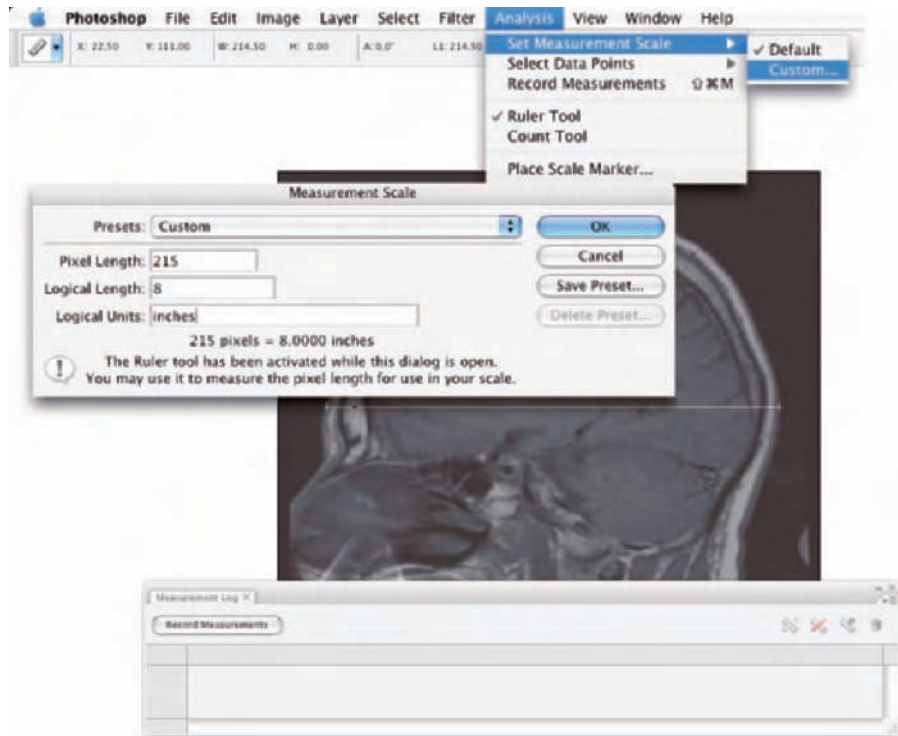 Photoshop File Edit Image Layer Select Filter Analysis View Window Help
X: 22.50 Y: 111.00 W: 214.50 H: 0.00 A: 0.0° L1: 214.50
Set Measurement Scale
✓ Default
Custom...
Select Data Points
Record Measurements ⇧⌘M
✓ Ruler Tool
Count Tool
Place Scale Marker...
Measurement Scale
Presets: Custom
OK
Pixel Length: 215
Cancel
Logical Length: 8
Save Preset...
Logical Units: inches
Delete Preset...
215 pixels = 8.0000 inches
The Ruler tool has been activated while this dialog is open.
You may use it to measure the pixel length for use in your scale.
Measurement Log
Record Measurements